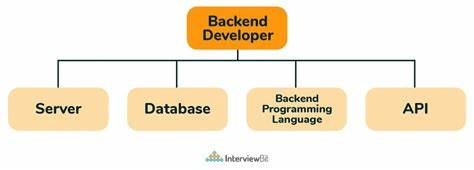 Backend
Developer
Server
Database
Backend
Programming
Language
API
InterviewBit